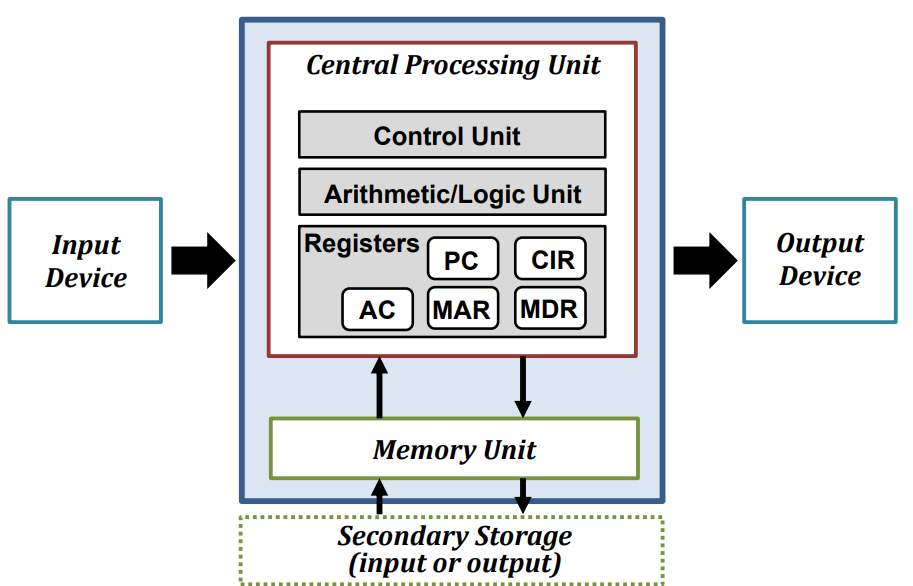 Central Processing Unit
Control Unit
Arithmetic/Logic Unit
Registers
PC
CIR
AC
MAR
MDR
Input
Device
Output
Device
Memory Unit
Secondary Storage
(input or output)